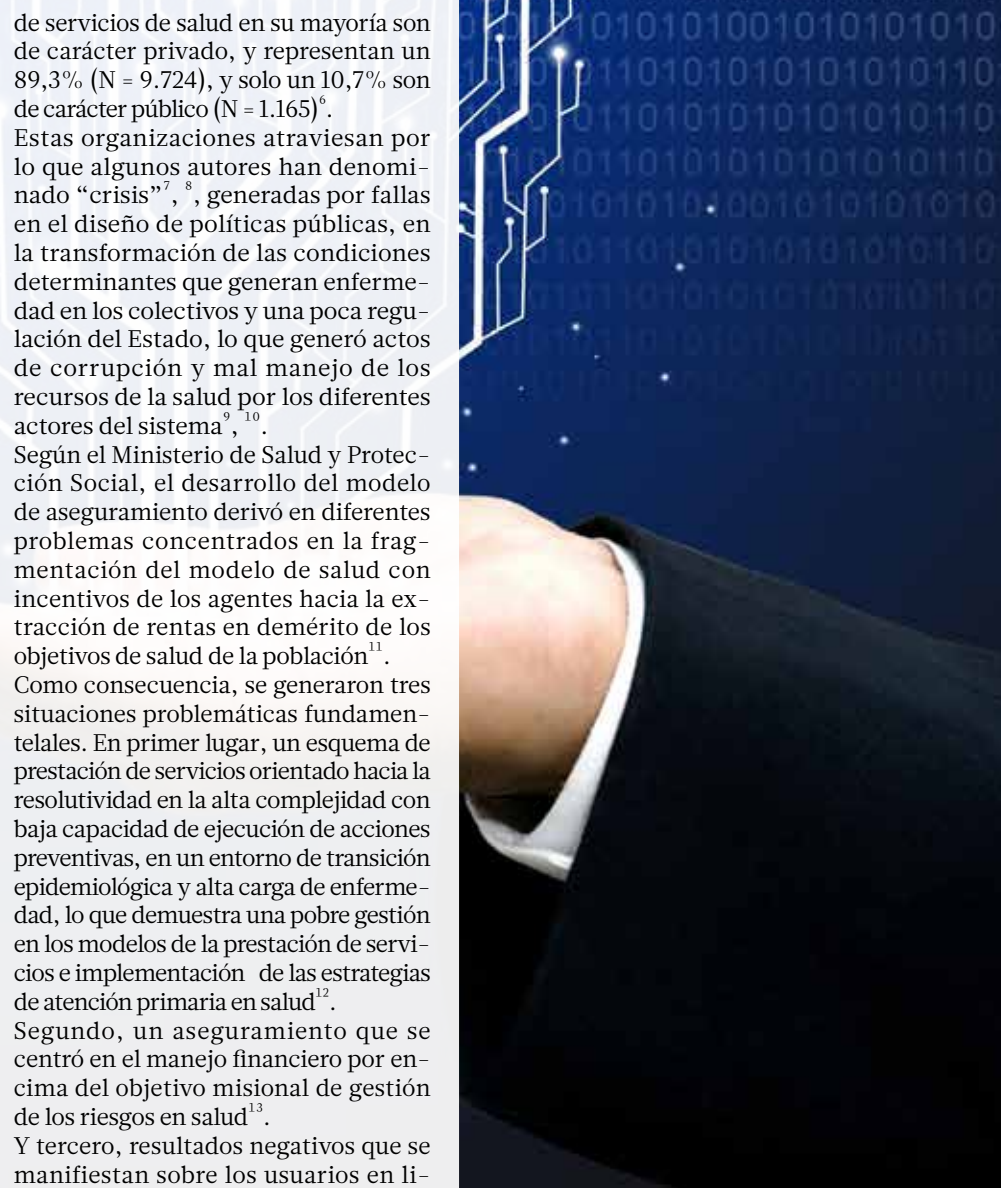 de servicios de salud en su mayoría son
de carácter privado, y representan un
89,3% (N = 9.724), y solo un 10,7% son
de carácter público (N = 1.165)⁶.
Estas organizaciones atraviesan por
lo que algunos autores han denomi-
nado “crisis”⁷, ⁸, generadas por fallas
en el diseño de políticas públicas, en
la transformación de las condiciones
determinantes que generan enferme-
dad en los colectivos y una poca regu-
lación del Estado, lo que generó actos
de corrupción y mal manejo de los
recursos de la salud por los diferentes
actores del sistema⁹, ¹⁰.
Según el Ministerio de Salud y Protec-
ción Social, el desarrollo del modelo
de aseguramiento derivó en diferentes
problemas concentrados en la frag-
mentación del modelo de salud con
incentivos de los agentes hacia la ex-
tracción de rentas en demérito de los
objetivos de salud de la población¹¹.
Como consecuencia, se generaron tres
situaciones problemáticas fundamen-
telales. En primer lugar, un esquema de
prestación de servicios orientado hacia la
resolutividad en la alta complejidad con
baja capacidad de ejecución de acciones
preventivas, en un entorno de transición
epidemiológica y alta carga de enferme-
dad, lo que demuestra una pobre gestión
en los modelos de la prestación de servi-
cios e implementación de las estrategias
de atención primaria en salud¹².
Segundo, un aseguramiento que se
centró en el manejo financiero por en-
cima del objetivo misional de gestión
de los riesgos en salud¹³.
Y tercero, resultados negativos que se
manifiestan sobre los usuarios en li-